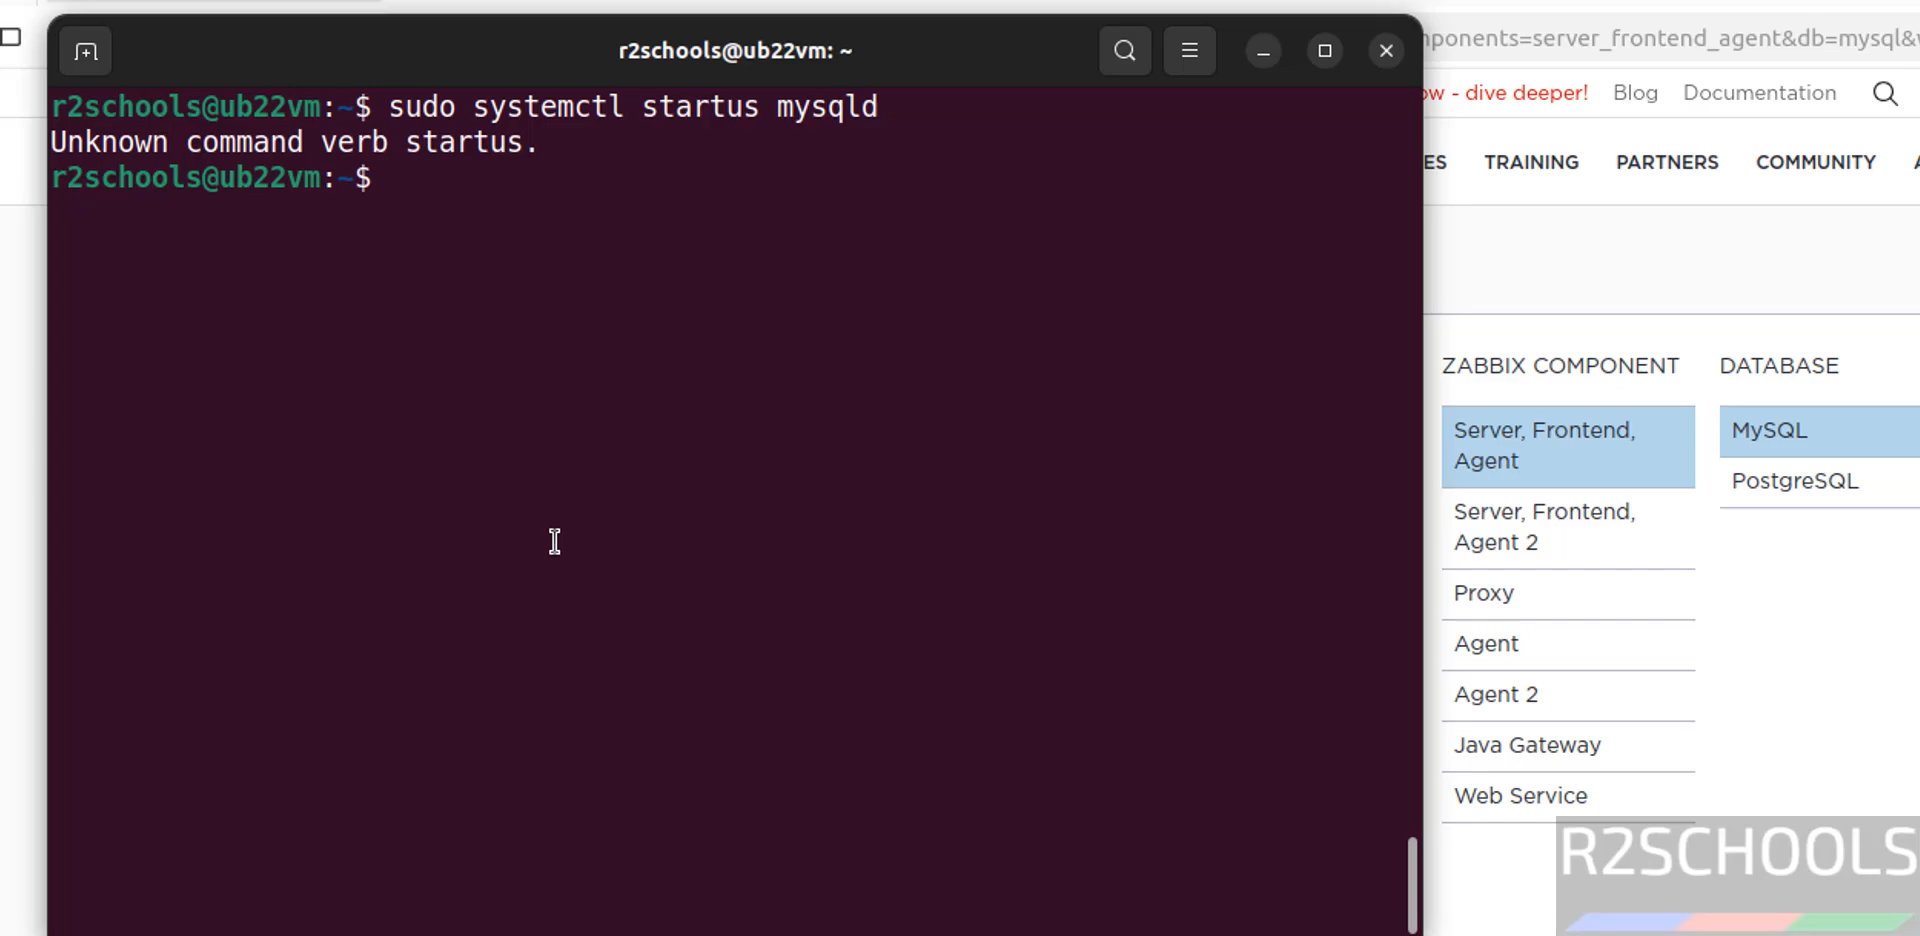 r2schools@ub22vm: ~
r2schools@ub22vm:~$ sudo systemctl startus mysqld
Unknown command verb startus.
r2schools@ub22vm:~$
ponents=server_frontend_agent&db=mysql&
ow - dive deeper! Blog Documentation
ES TRAINING PARTNERS COMMUNITY A
ZABBIX COMPONENT DATABASE
Server, Frontend,
Agent
MySQL
PostgreSQL
Server, Frontend,
Agent 2
Proxy
Agent
Agent 2
Java Gateway
Web Service
R2SCHOOLS